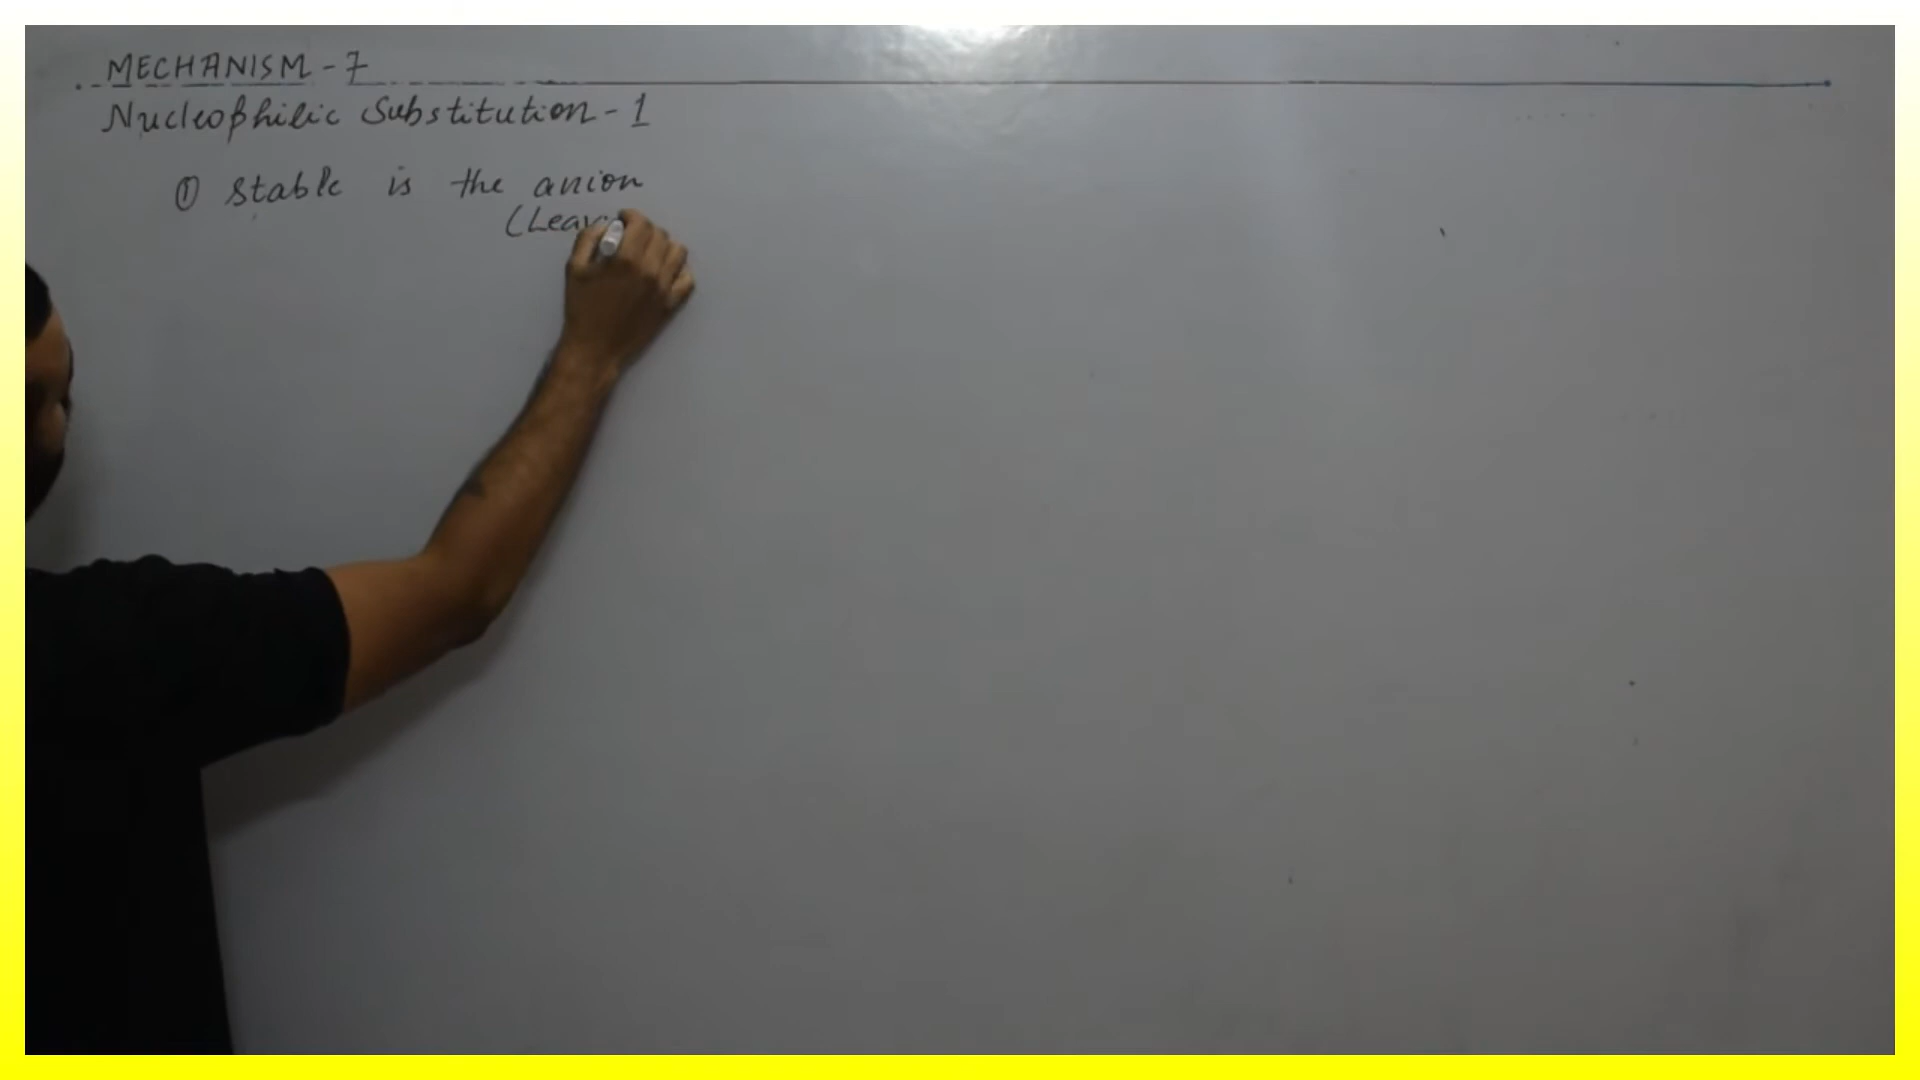 MECHANISM - 7
Nucleophilic Substitution - 1
① stable is the anion
(Leav